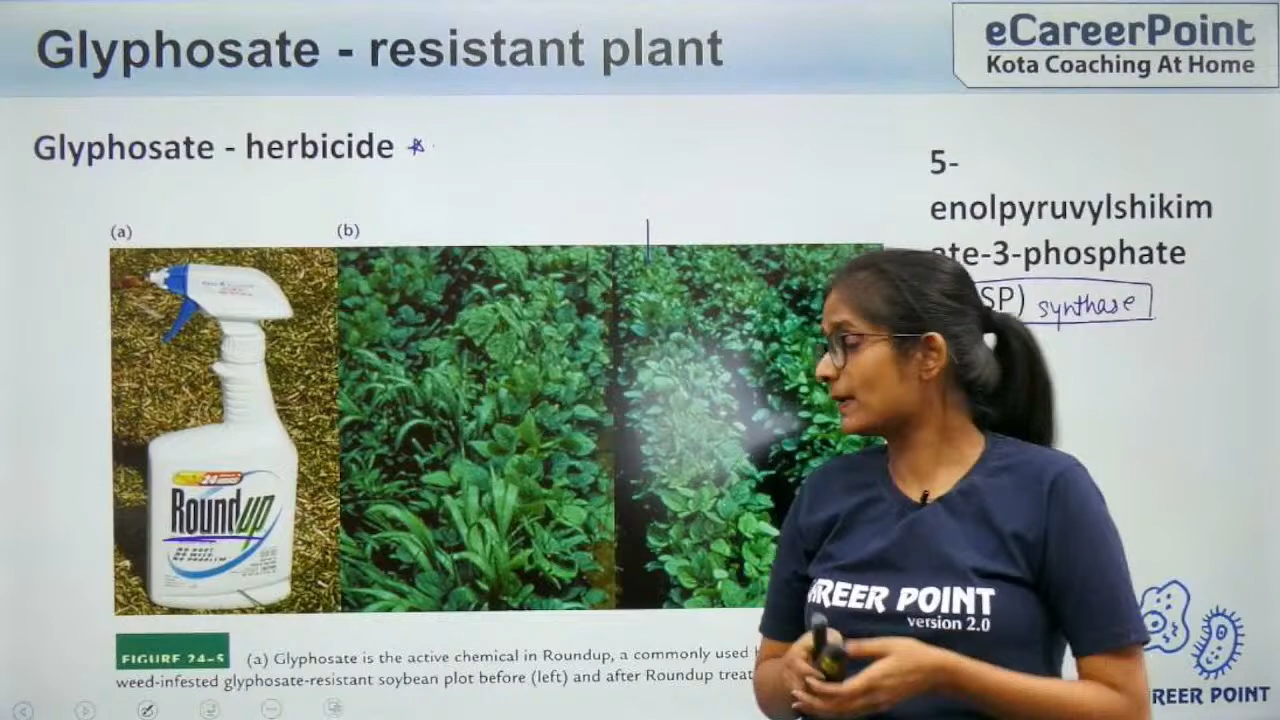 Glyphosate - resistant plant
eCareerPoint
Kota Coaching At Home
Glyphosate - herbicide
5-
enolpyruvylshikim
ate-3-phosphate
SP) synthase
(a)
(b)
Roundup
FIGURE 24-5 (a) Glyphosate is the active chemical in Roundup, a commonly used
weed-infested glyphosate-resistant soybean plot before (left) and after Roundup treat
REER POINT
version 2.0
REER POINT